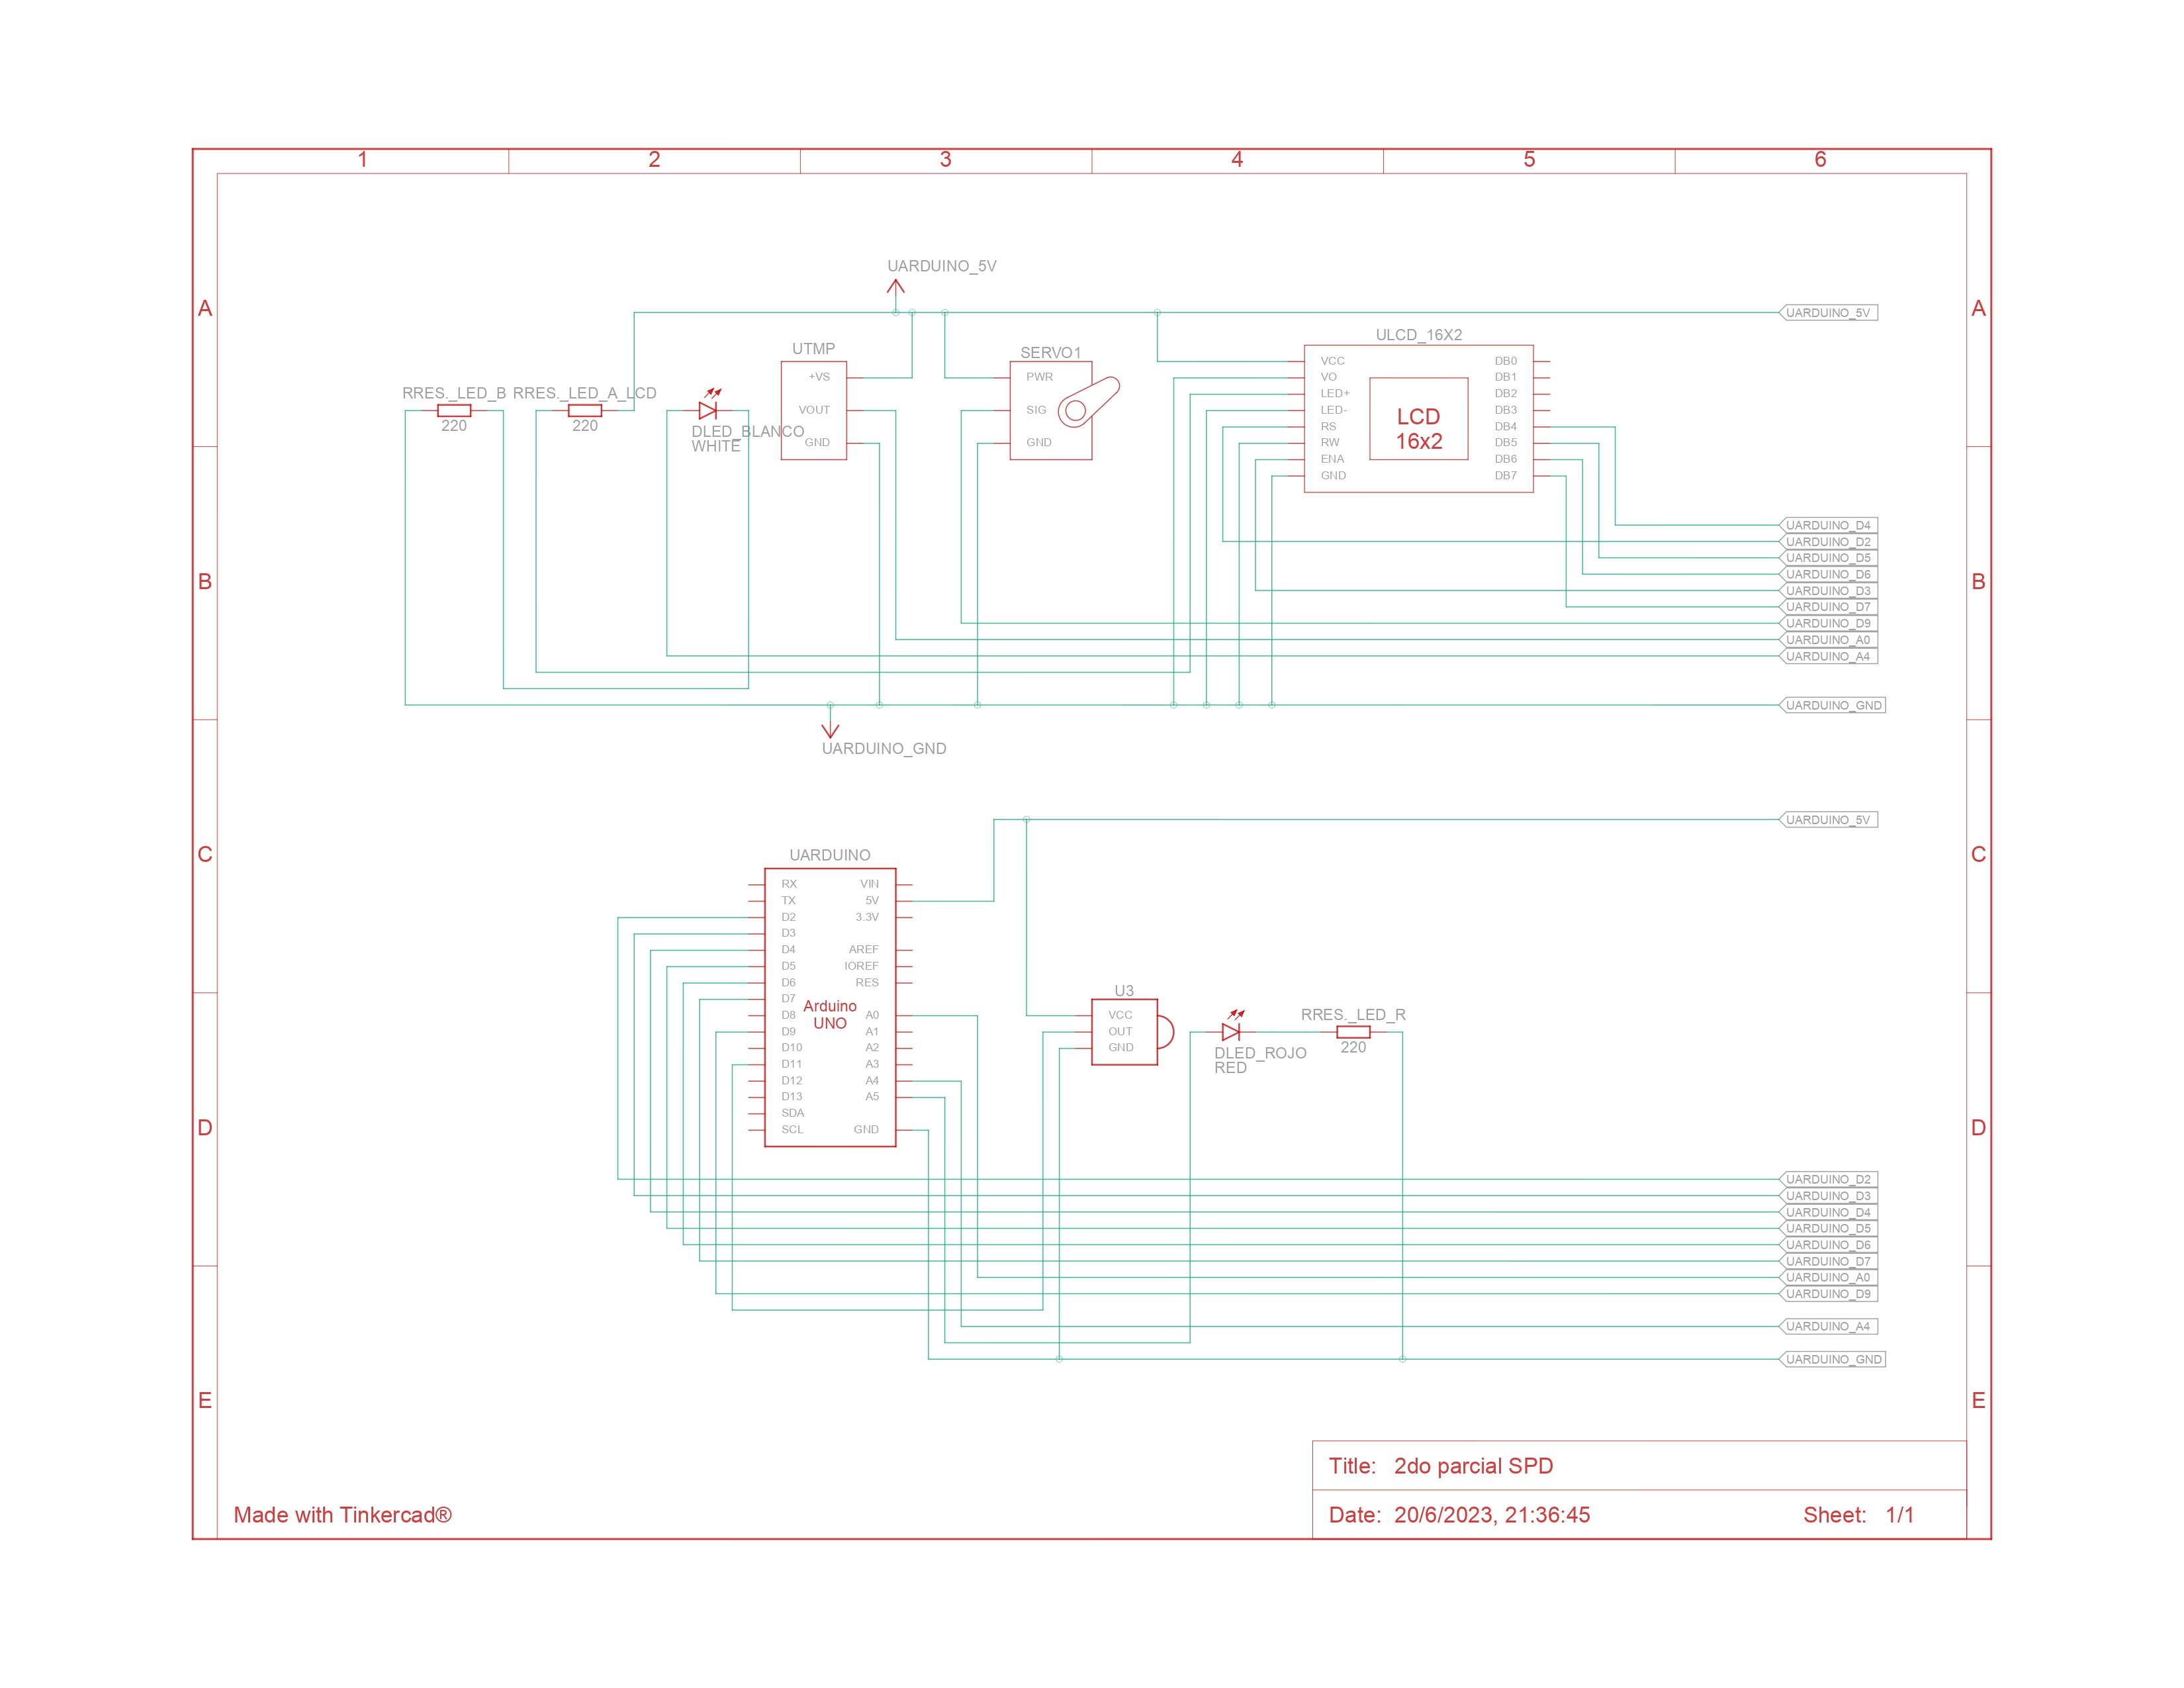 1 2 3 4 5 6
A A
B B
C C
D D
E E
UARDUINO_5V
UARDUINO_5V
RRES._LED_B
220
RRES._LED_A_LCD
220
DLED_BLANCO
WHITE
UTMP
+VS
VOUT
GND
SERVO1
PWR
SIG
GND
ULCD_16X2
VCC DB0
VO DB1
LED+ DB2
LED- DB3
RS DB4
RW DB5
ENA DB6
GND DB7
LCD
16x2
UARDUINO_D4
UARDUINO_D2
UARDUINO_D5
UARDUINO_D6
UARDUINO_D3
UARDUINO_D7
UARDUINO_D9
UARDUINO_A0
UARDUINO_A4
UARDUINO_GND
UARDUINO_GND
UARDUINO_5V
UARDUINO
RX VIN
TX 5V
D2 3.3V
D3
D4 AREF
D5 IOREF
D6 RES
D7
D8 A0
D9 A1
D10 A2
D11 A3
D12 A4
D13 A5
SDA
SCL GND
Arduino
UNO
U3
VCC
OUT
GND
DLED_ROJO
RED
RRES._LED_R
220
UARDUINO_D2
UARDUINO_D3
UARDUINO_D4
UARDUINO_D5
UARDUINO_D6
UARDUINO_D7
UARDUINO_A0
UARDUINO_D9
UARDUINO_A4
UARDUINO_GND
Title: 2do parcial SPD
Made with Tinkercad®
Date: 20/6/2023, 21:36:45 Sheet: 1/1